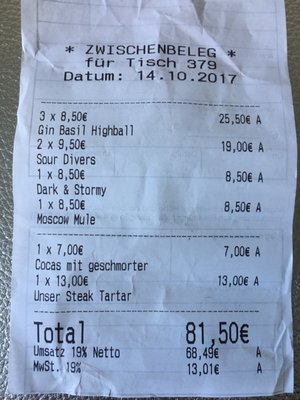 * ZWISCHENBELEG *
für Tisch 379
Datum: 14.10.2017
3 x 8,50€ 25,50€ A
Gin Basil Highball
2 x 9,50€ 19,00€ A
Sour Divers
1 x 8,50€ 8,50€ A
Dark & Stormy
1 x 8,50€ 8,50€ A
Moscow Mule
1 x 7,00€ 7,00€ A
Cocas mit geschmorter
1 x 13,00€ 13,00€ A
Unser Steak Tartar
Total 81,50€
Umsatz 19% Netto 68,49€ A
MwSt. 19% 13,01€ A